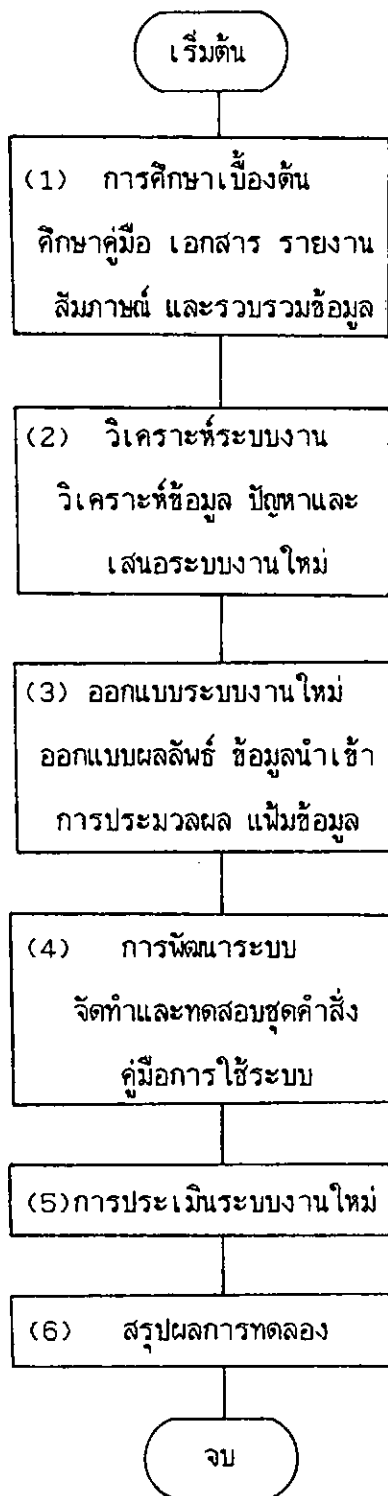 เริ่มต้น
(1) การศึกษาเบื้องต้น
ศึกษาคู่มือ เอกสาร รายงาน
สัมภาษณ์ และรวบรวมข้อมูล
(2) วิเคราะห์ระบบงาน
วิเคราะห์ข้อมูล ปัญหาและ
เสนอระบบงานใหม่
(3) ออกแบบระบบงานใหม่
ออกแบบผลลัพธ์ ข้อมูลนำเข้า
การประมวลผล แฟ้มข้อมูล
(4) การพัฒนาระบบ
จัดทำและทดสอบชุดคำสั่ง
คู่มือการใช้ระบบ
(5)การประเมินระบบงานใหม่
(6) สรุปผลการทดลอง
จบ